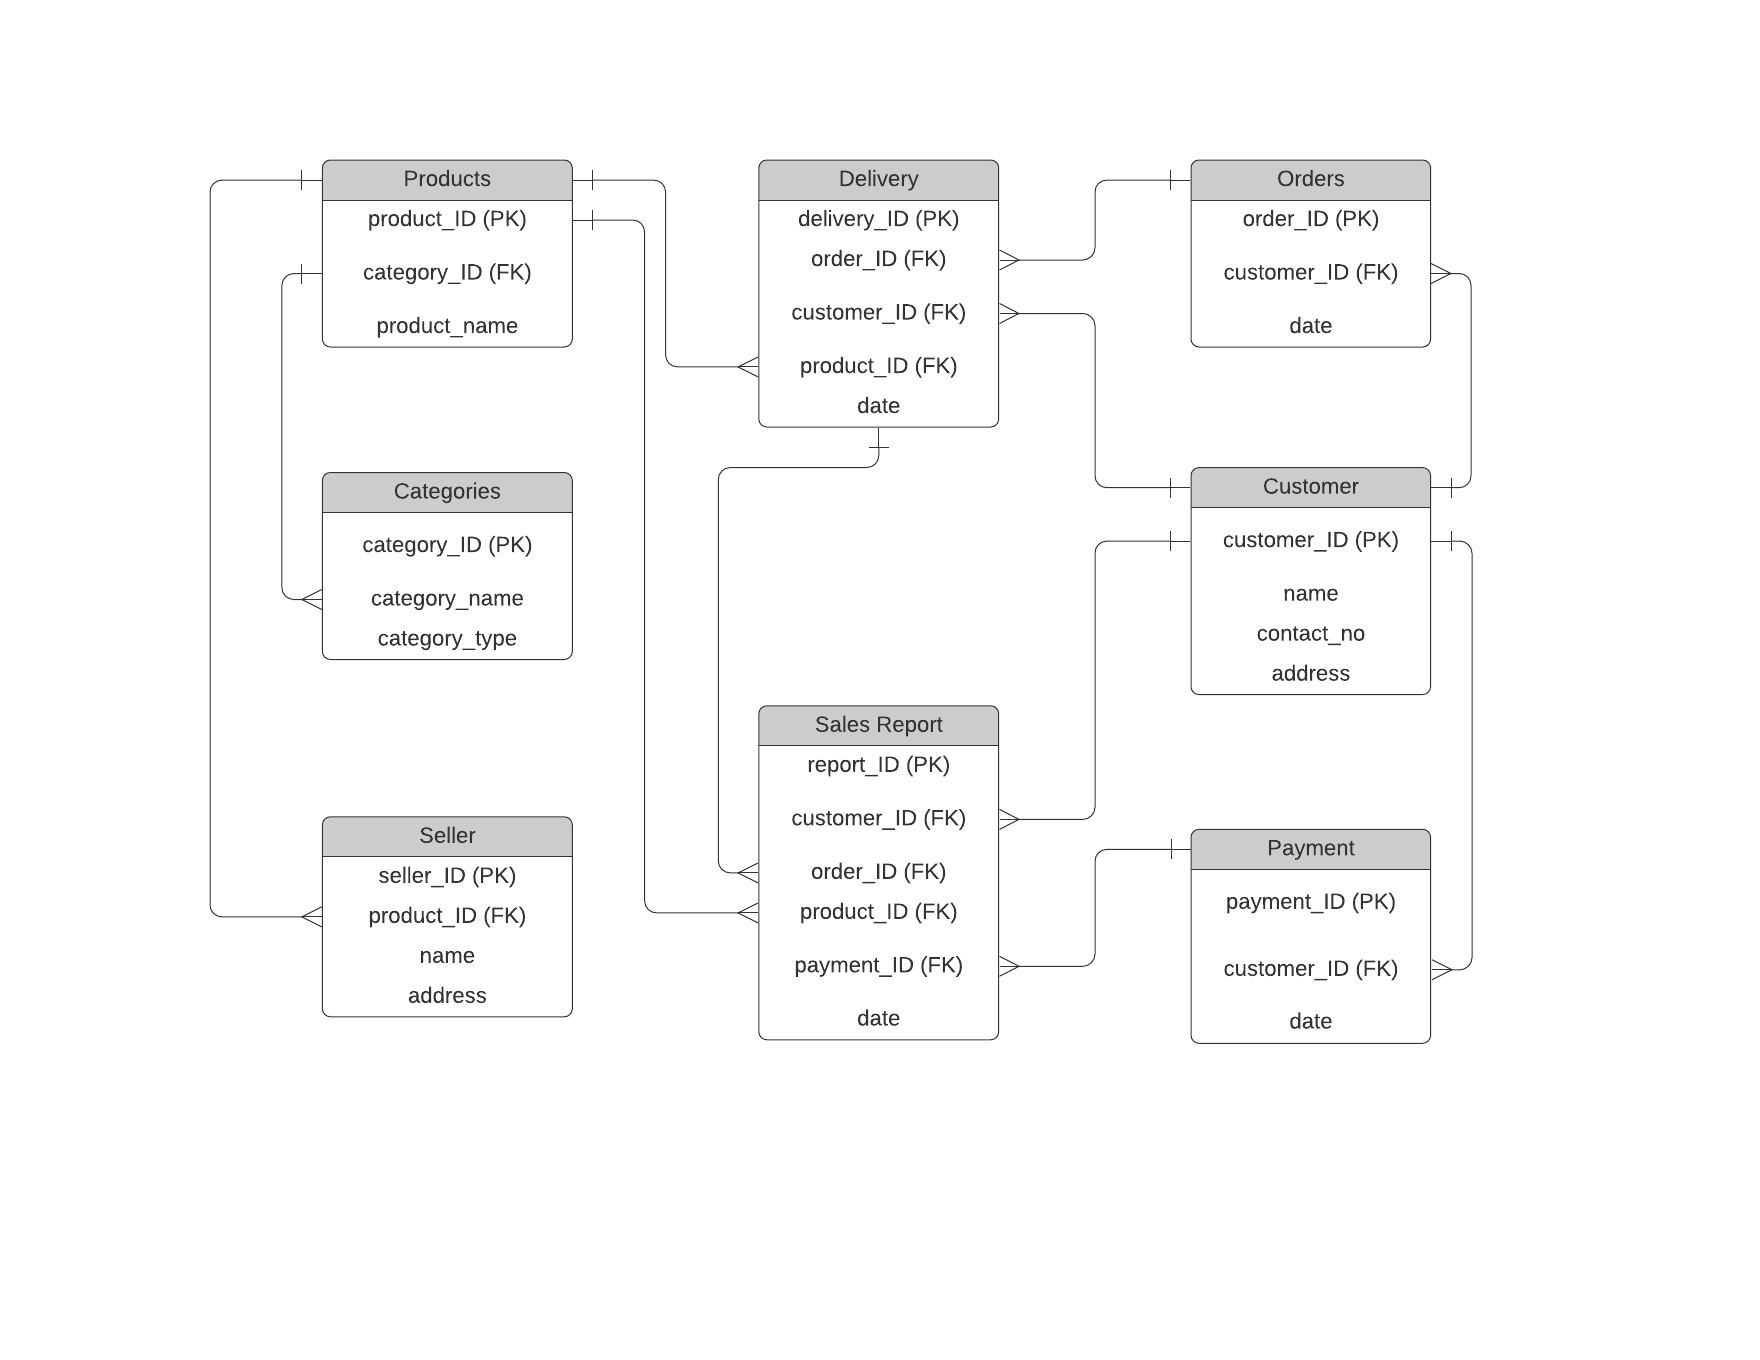 Products
product_ID (PK)
category_ID (FK)
product_name
Categories
category_ID (PK)
category_name
category_type
Seller
seller_ID (PK)
product_ID (FK)
name
address
Delivery
delivery_ID (PK)
order_ID (FK)
customer_ID (FK)
product_ID (FK)
date
Sales Report
report_ID (PK)
customer_ID (FK)
order_ID (FK)
product_ID (FK)
payment_ID (FK)
date
Orders
order_ID (PK)
customer_ID (FK)
date
Customer
customer_ID (PK)
name
contact_no
address
Payment
payment_ID (PK)
customer_ID (FK)
date